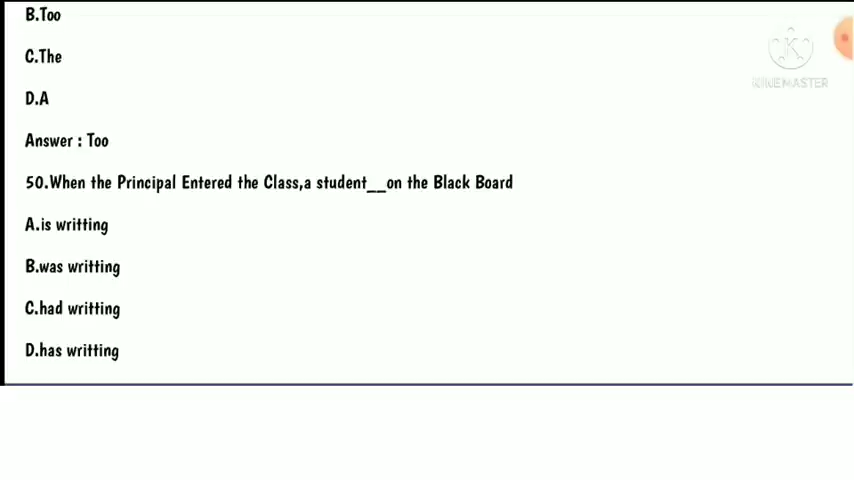 B.Too
C.The
D.A
Answer : Too
50.When the Principal Entered the Class,a student__on the Black Board
A.is writting
B.was writting
C.had writting
D.has writting
K
KINEMASTER